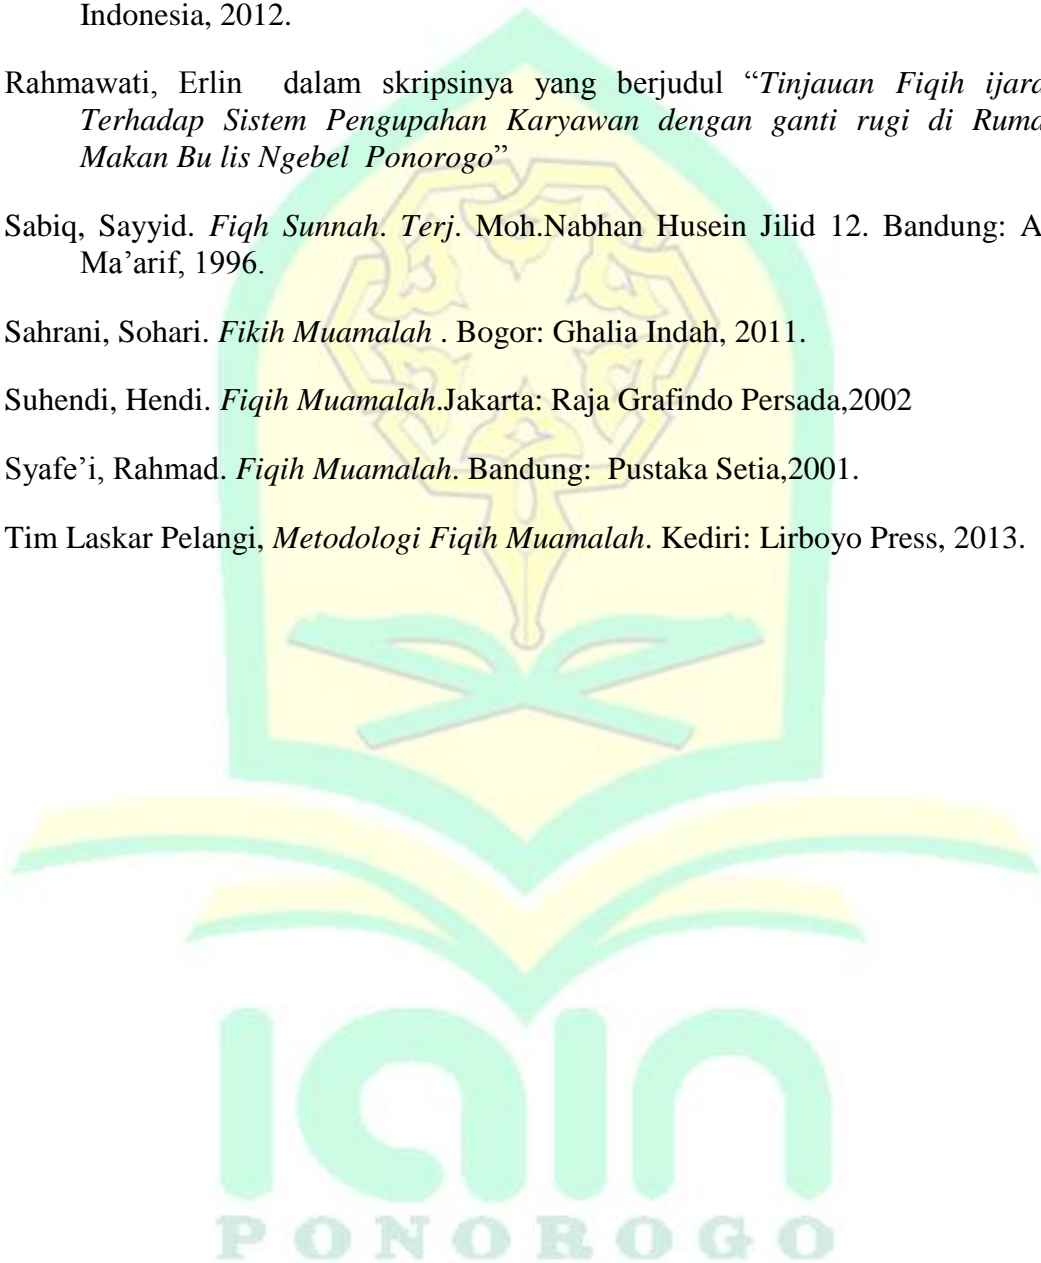 Indonesia, 2012.
Rahmawati, Erlin dalam skripsinya yang berjudul “Tinjauan Fiqih ijara
Terhadap Sistem Pengupahan Karyawan dengan ganti rugi di Ruma
Makan Bu lis Ngebel Ponorogo”
Sabiq, Sayyid. Fiqh Sunnah. Terj. Moh.Nabhan Husein Jilid 12. Bandung: A
Ma’arif, 1996.
Sahrani, Sohari. Fikih Muamalah . Bogor: Ghalia Indah, 2011.
Suhendi, Hendi. Fiqih Muamalah.Jakarta: Raja Grafindo Persada,2002
Syafe’i, Rahmad. Fiqih Muamalah. Bandung: Pustaka Setia,2001.
Tim Laskar Pelangi, Metodologi Fiqih Muamalah. Kediri: Lirboyo Press, 2013.
iain
PONOROGO